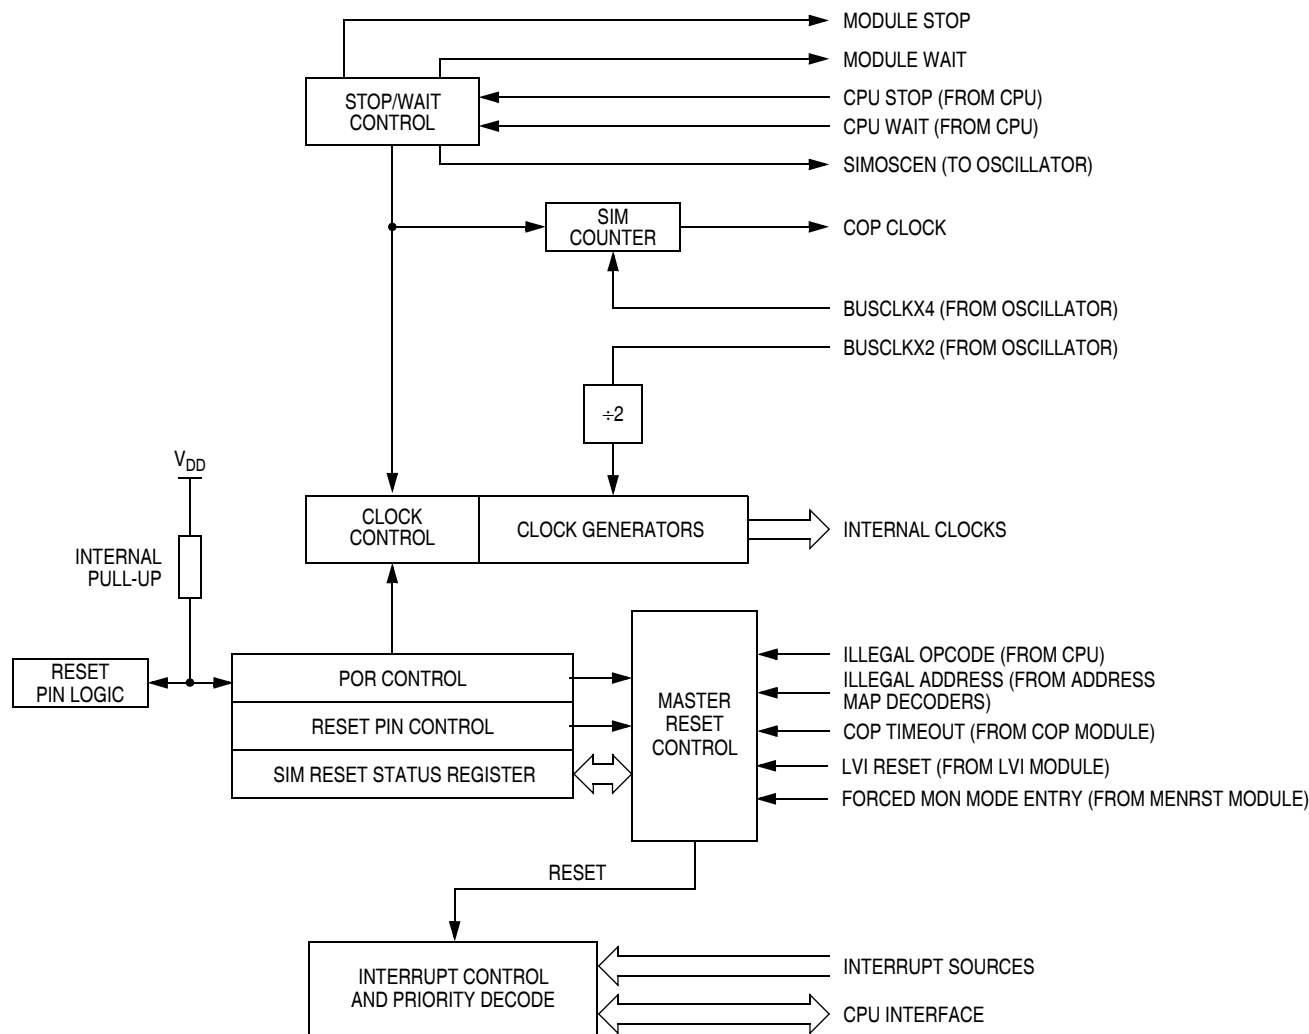 MODULE STOP
MODULE WAIT
STOP/WAIT
CONTROL
CPU STOP (FROM CPU)
CPU WAIT (FROM CPU)
SIMOSCEN (TO OSCILLATOR)
SIM
COUNTER
COP CLOCK
BUSCLKX4 (FROM OSCILLATOR)
BUSCLKX2 (FROM OSCILLATOR)
÷2
VDD
CLOCK
CONTROL
CLOCK GENERATORS
INTERNAL CLOCKS
INTERNAL
PULL-UP
RESET
PIN LOGIC
POR CONTROL
RESET PIN CONTROL
SIM RESET STATUS REGISTER
MASTER
RESET
CONTROL
ILLEGAL OPCODE (FROM CPU)
ILLEGAL ADDRESS (FROM ADDRESS
MAP DECODERS)
COP TIMEOUT (FROM COP MODULE)
LVI RESET (FROM LVI MODULE)
FORCED MON MODE ENTRY (FROM MENRST MODULE)
RESET
INTERRUPT CONTROL
AND PRIORITY DECODE
INTERRUPT SOURCES
CPU INTERFACE